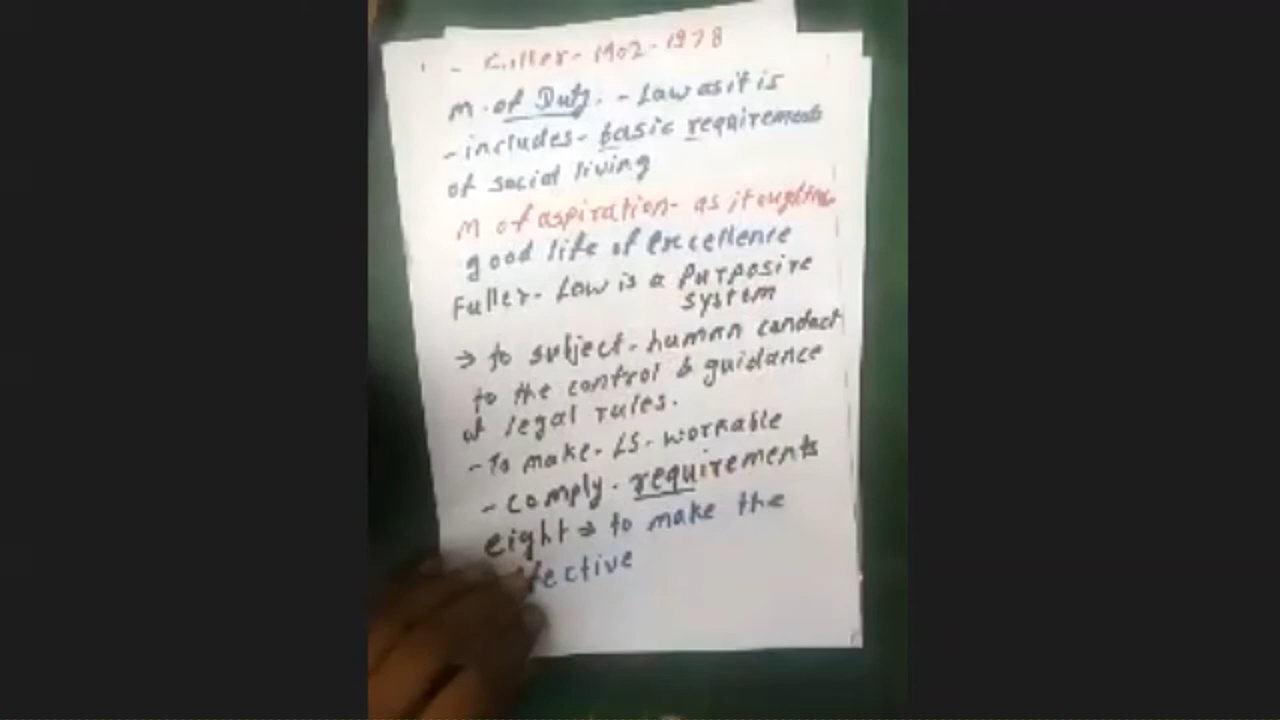 - Fuller - 1902 - 1978
M. of Duty. - Law as it is
- includes - basic requirements
of social living
M of aspiration - as it ought to
good life of excellence
Fuller - Law is a Purposive
system
⇒ to subject - human conduct
to the control & guidance
of legal rules.
- To make - LS - workable
- comply - requirements
eight ⇒ to make the
effective